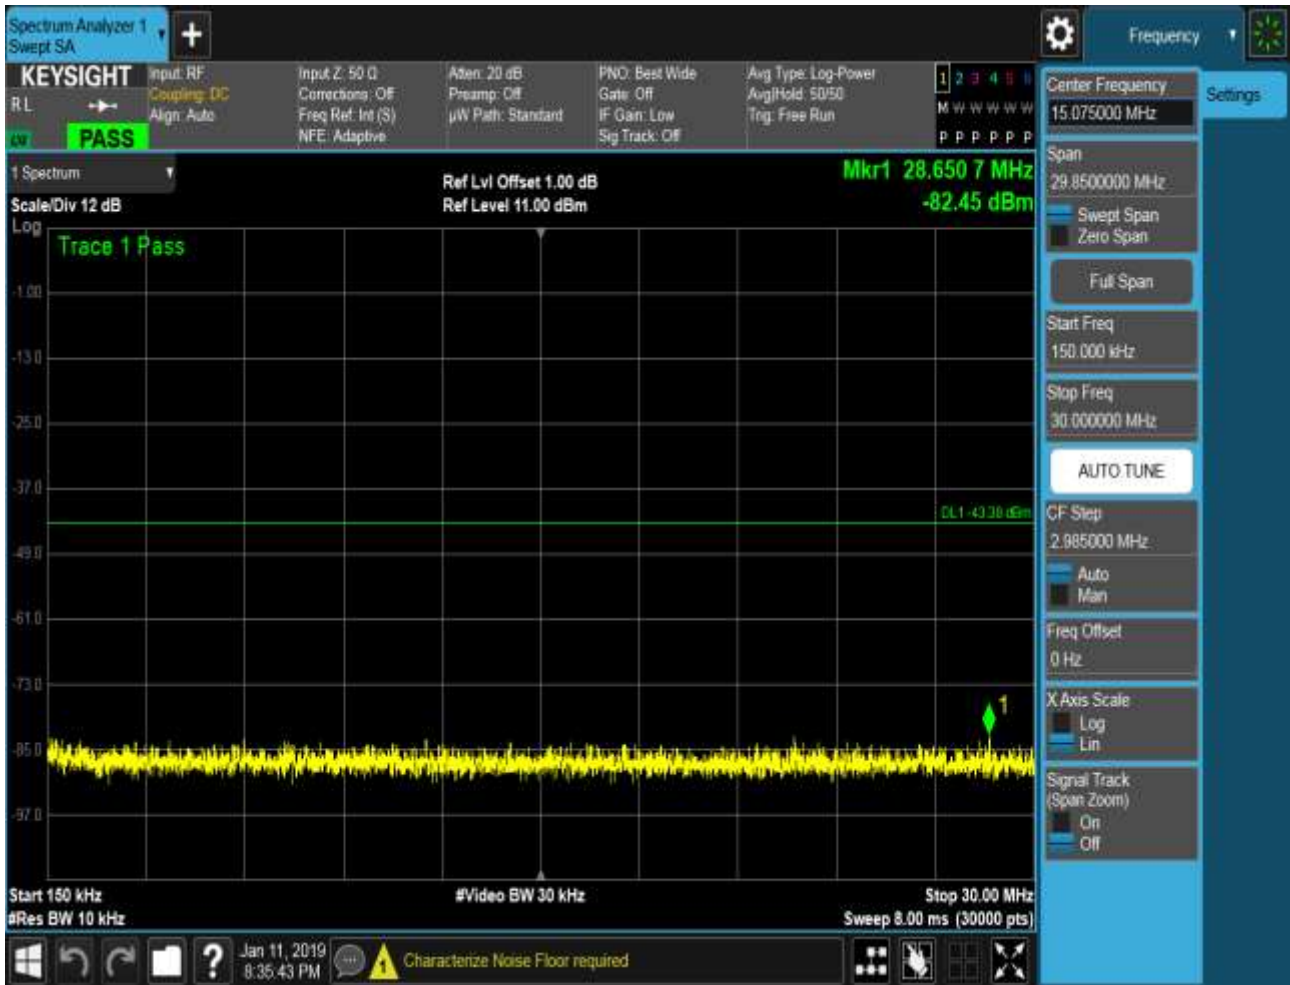 Spectrum Analyzer 1
Swept SA
Frequency
KEYSIGHT
R L
LXI
PASS
Input: RF
Coupling: DC
Align: Auto
Input Z: 50 Ω
Corrections: Off
Freq Ref: Int (S)
NFE: Adaptive
Atten: 20 dB
Preamp: Off
µW Path: Standard
PNO: Best Wide
Gate: Off
IF Gain: Low
Sig Track: Off
Avg Type: Log-Power
Avg|Hold: 50/50
Trig: Free Run
1 2 3 4 5 6
M W W W W W
P P P P P P
Center Frequency
15.075000 MHz
Settings
1 Spectrum
Scale/Div 12 dB
Ref Lvl Offset 1.00 dB
Ref Level 11.00 dBm
Mkr1 28.650 7 MHz
-82.45 dBm
Span
29.8500000 MHz
Swept Span
Zero Span
Full Span
Log
Trace 1 Pass
-1.00
-13.0
-25.0
-37.0
-49.0
-61.0
-73.0
-85.0
-97.0
DL1 -43.38 dBm
1
Start Freq
150.000 kHz
Stop Freq
30.000000 MHz
AUTO TUNE
CF Step
2.985000 MHz
Auto
Man
Freq Offset
0 Hz
X Axis Scale
Log
Lin
Signal Track
(Span Zoom)
On
Off
Start 150 kHz
#Video BW 30 kHz
Stop 30.00 MHz
#Res BW 10 kHz
Sweep 8.00 ms (30000 pts)
?
Jan 11, 2019
8:35:43 PM
1
Characterize Noise Floor required